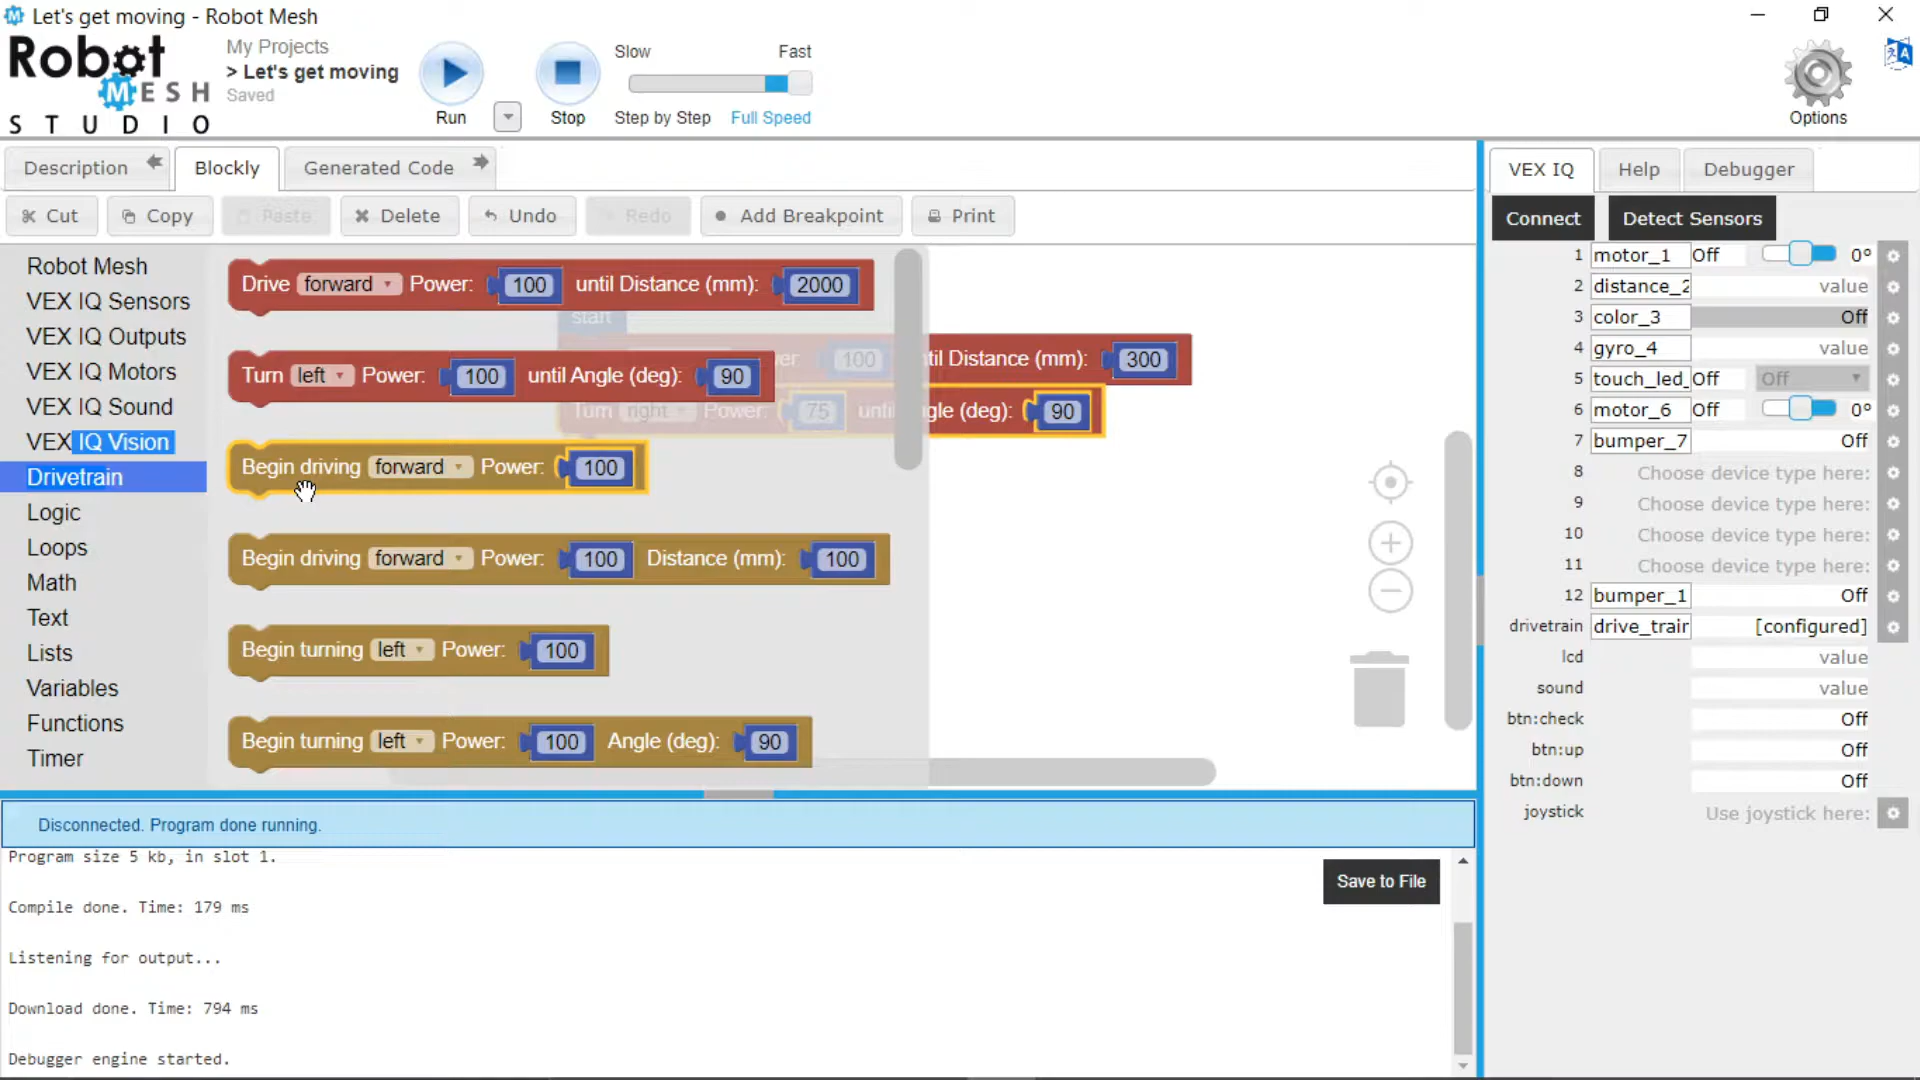 Let's get moving - Robot Mesh
Robot
MESH
STUDIO
My Projects
> Let's get moving
Saved
Run
Stop
Slow
Fast
Step by Step
Full Speed
Options
Description
Blockly
Generated Code
Cut
Copy
Paste
Delete
Undo
Redo
Add Breakpoint
Print
Robot Mesh
VEX IQ Sensors
VEX IQ Outputs
VEX IQ Motors
VEX IQ Sound
VEX IQ Vision
Drivetrain
Logic
Loops
Math
Text
Lists
Variables
Functions
Timer
Drive forward Power: 100 until Distance (mm): 2000
Turn left Power: 100 until Angle (deg): 90
Begin driving forward Power: 100
Begin driving forward Power: 100 Distance (mm): 100
Begin turning left Power: 100
Begin turning left Power: 100 Angle (deg): 90
start
100 til Distance (mm): 300
Turn right Power: 75 until gle (deg): 90
VEX IQ
Help
Debugger
Connect
Detect Sensors
1 motor_1 Off 0°
2 distance_2 value
3 color_3 Off
4 gyro_4 value
5 touch_led_ Off Off
6 motor_6 Off 0°
7 bumper_7 Off
8 Choose device type here:
9 Choose device type here:
10 Choose device type here:
11 Choose device type here:
12 bumper_1 Off
drivetrain drive_trair [configured]
lcd value
sound value
btn:check Off
btn:up Off
btn:down Off
joystick Use joystick here:
Disconnected. Program done running.
Program size 5 kb, in slot 1.
Compile done. Time: 179 ms
Listening for output...
Download done. Time: 794 ms
Debugger engine started.
Save to File